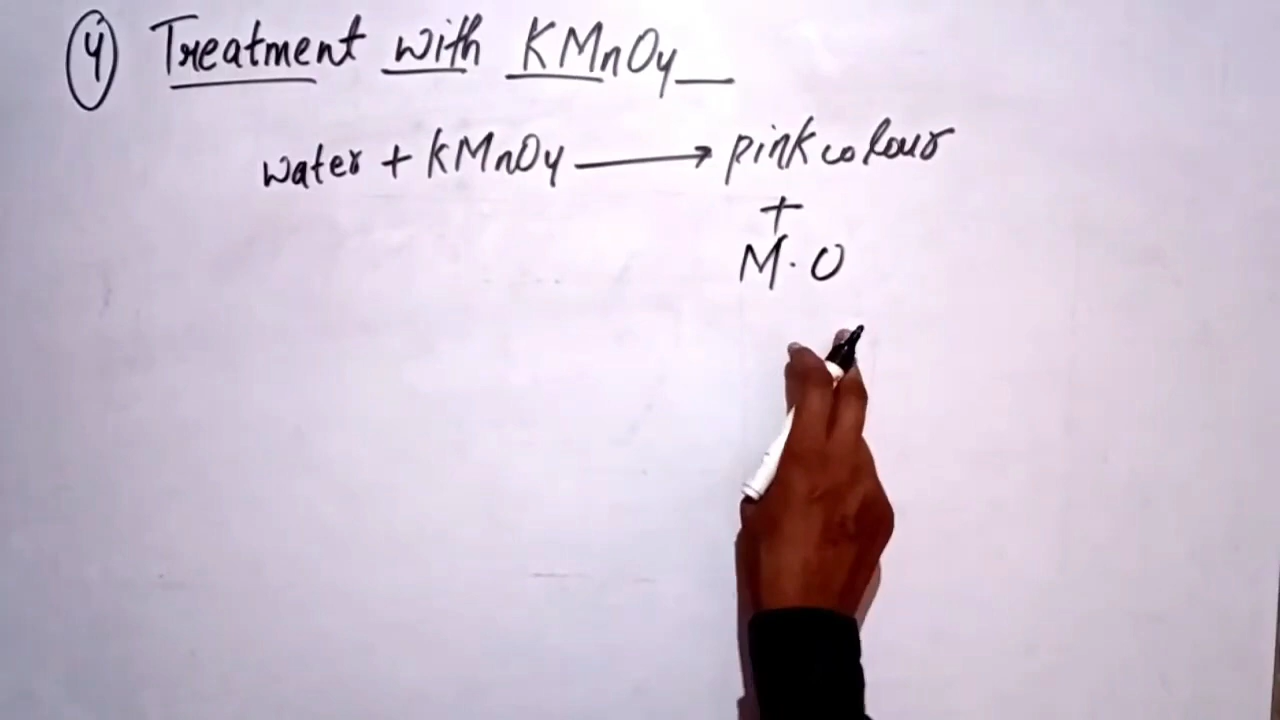 ④ Treatment with KMnO4
water + KMnO4 → pink colour
+
M.O